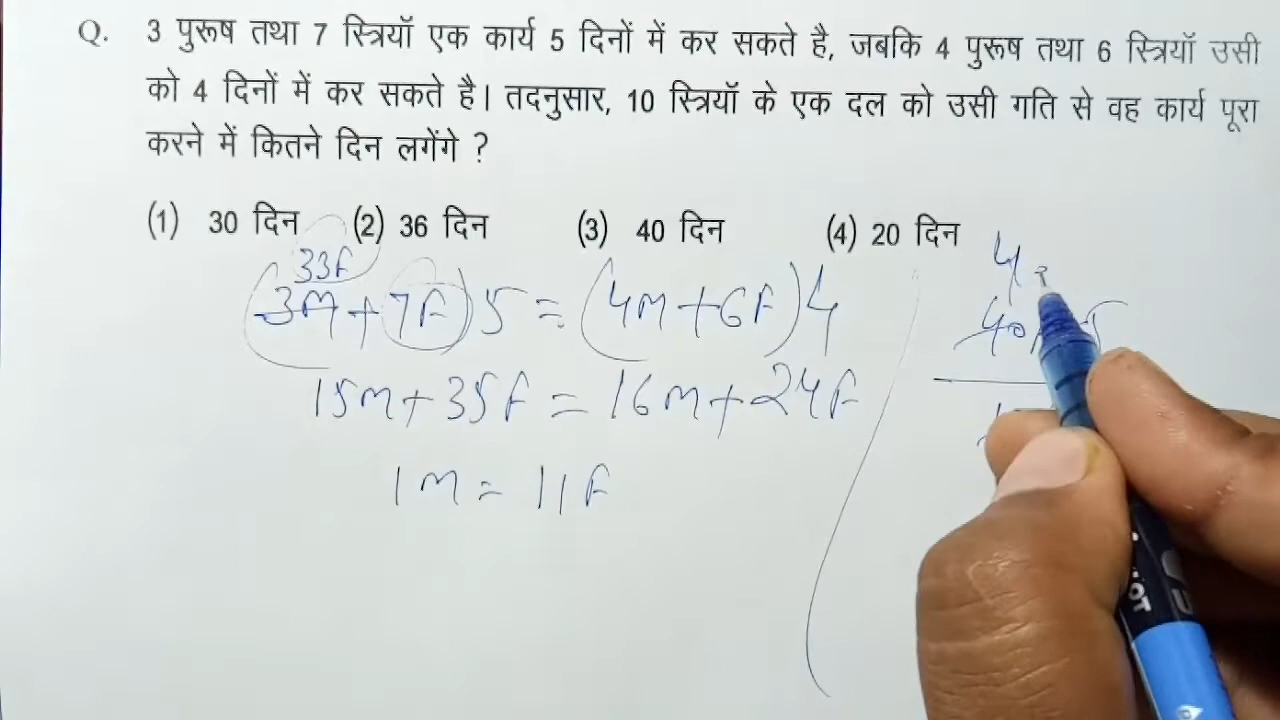 Q. 3 पुरूष तथा 7 स्त्रियॉ एक कार्य 5 दिनों में कर सकते है, जबकि 4 पुरूष तथा 6 स्त्रियॉ उसी
को 4 दिनों में कर सकते है। तदनुसार, 10 स्त्रियॉ के एक दल को उसी गति से वह कार्य पूरा
करने में कितने दिन लगेंगे ?
(1) 30 दिन (2) 36 दिन (3) 40 दिन (4) 20 दिन
33F
(3M + 7F) 5 = (4M + 6F) 4
15M + 35F = 16M + 24F
1M = 11F
4
40